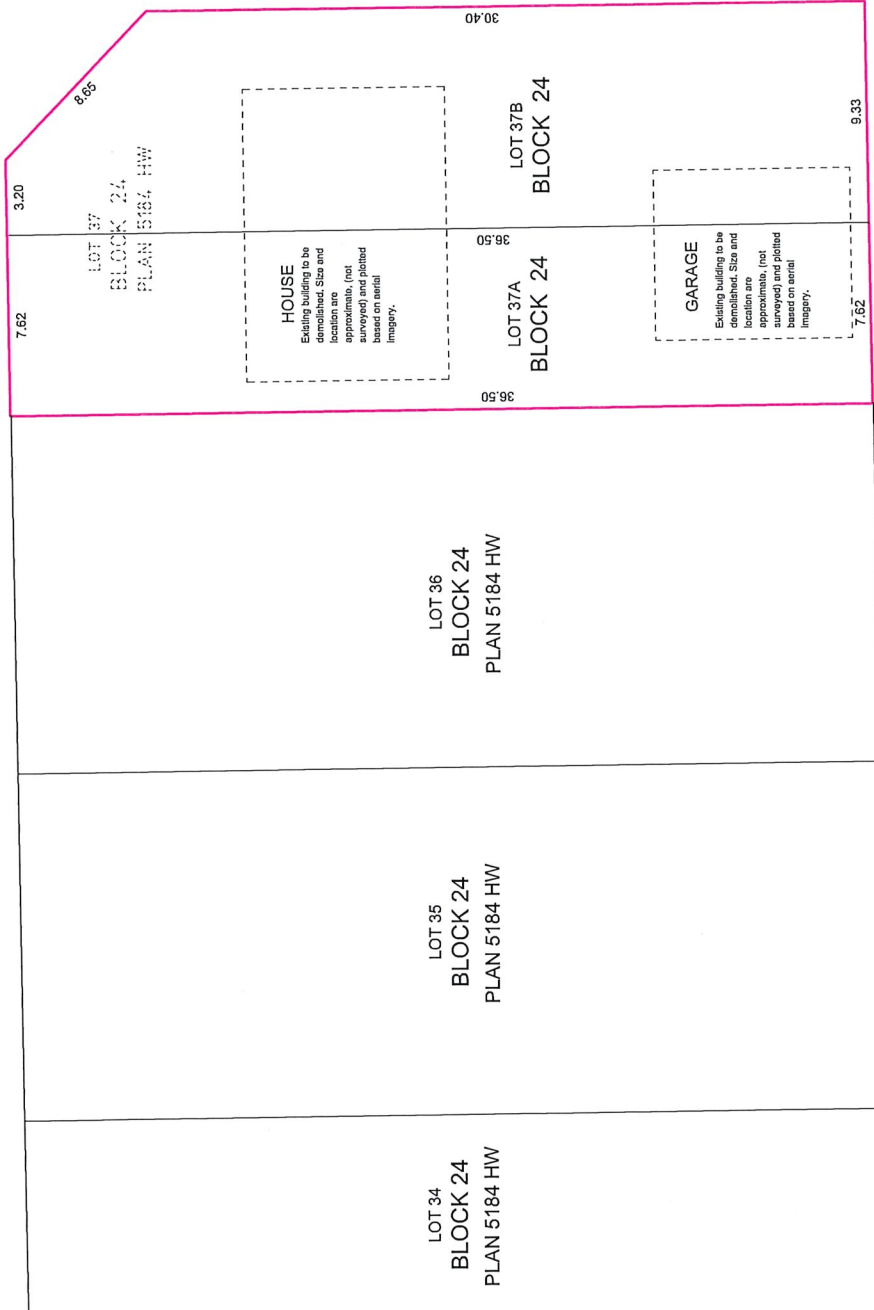 7.62
3.20
8.65
30.40
LOT 37
BLOCK 24
PLAN 5184 HW
HOUSE
Existing building to be
demolished. Size and
location are
approximate, (not
surveyed) and plotted
based on aerial
imagery.
36.50
36.50
LOT 37A
BLOCK 24
LOT 37B
BLOCK 24
GARAGE
Existing building to be
demolished. Size and
location are
approximate, (not
surveyed) and plotted
based on aerial
imagery.
7.62
9.33
LOT 36
BLOCK 24
PLAN 5184 HW
LOT 35
BLOCK 24
PLAN 5184 HW
LOT 34
BLOCK 24
PLAN 5184 HW